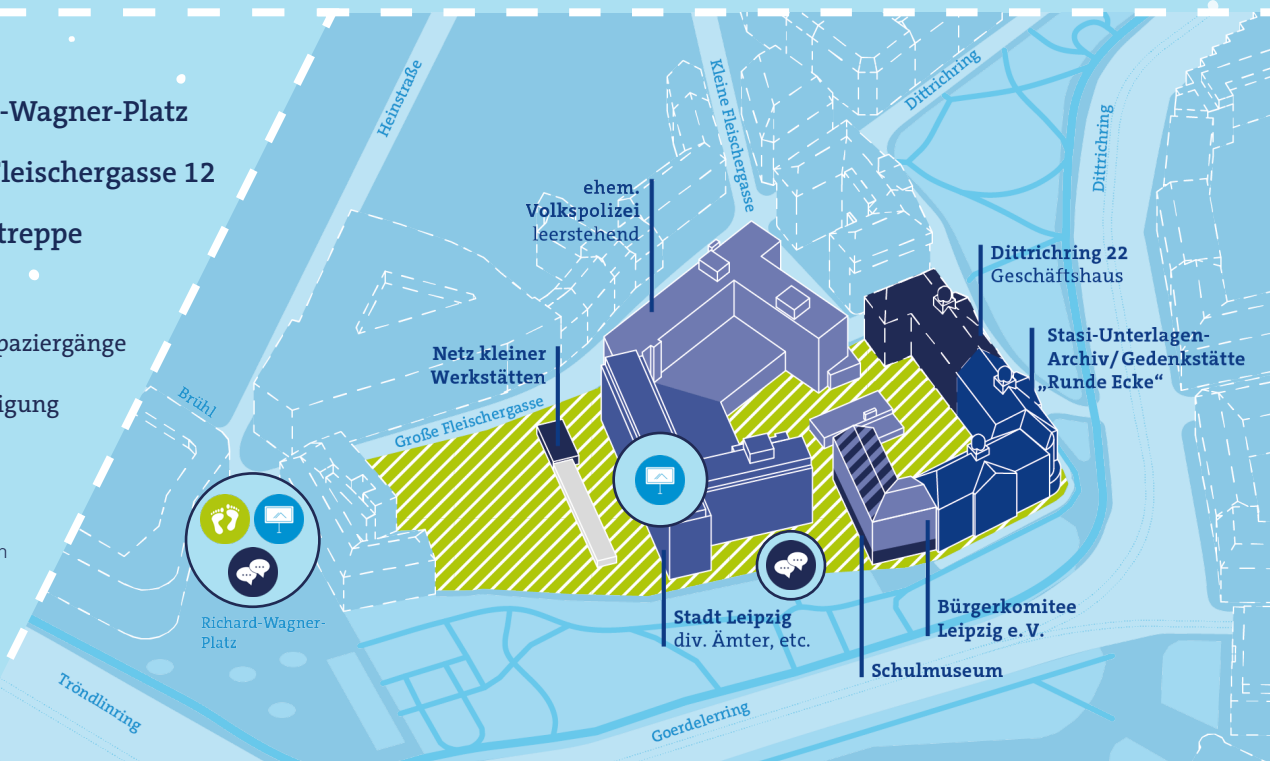 -Wagner-Platz
Fleischergasse 12
treppe
paziergänge
igung
n
Heinstraße
Kleine Fleischergasse
Dittrichring
Dittrichring
ehem.
Volkspolizei
leerstehend
Dittrichring 22
Geschäftshaus
Stasi-Unterlagen-
Archiv/Gedenkstätte
„Runde Ecke“
Netz kleiner
Werkstätten
Brühl
Große Fleischergasse
Richard-Wagner-
Platz
Stadt Leipzig
div. Ämter, etc.
Bürgerkomitee
Leipzig e. V.
Schulmuseum
Tröndlinring
Goerdelerring